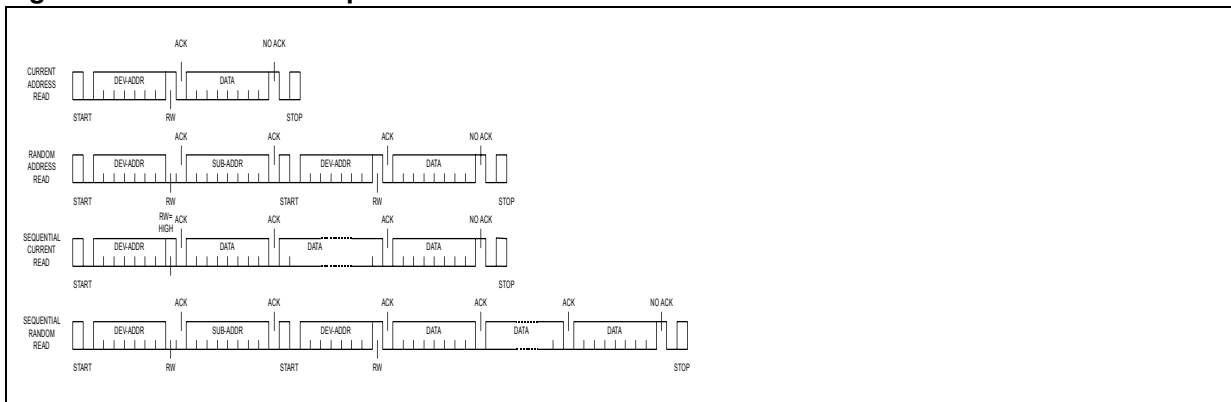 ACK NO ACK
CURRENT
ADDRESS
READ
DEV-ADDR DATA
START RW STOP
ACK ACK ACK NO ACK
RANDOM
ADDRESS
READ
DEV-ADDR SUB-ADDR DEV-ADDR DATA
START RW START RW STOP
RW=
HIGH
ACK ACK ACK NO ACK
SEQUENTIAL
CURRENT
READ
DEV-ADDR DATA DATA DATA
START STOP
ACK ACK ACK ACK ACK NO ACK
SEQUENTIAL
RANDOM
READ
DEV-ADDR SUB-ADDR DEV-ADDR DATA DATA DATA
START RW START RW STOP